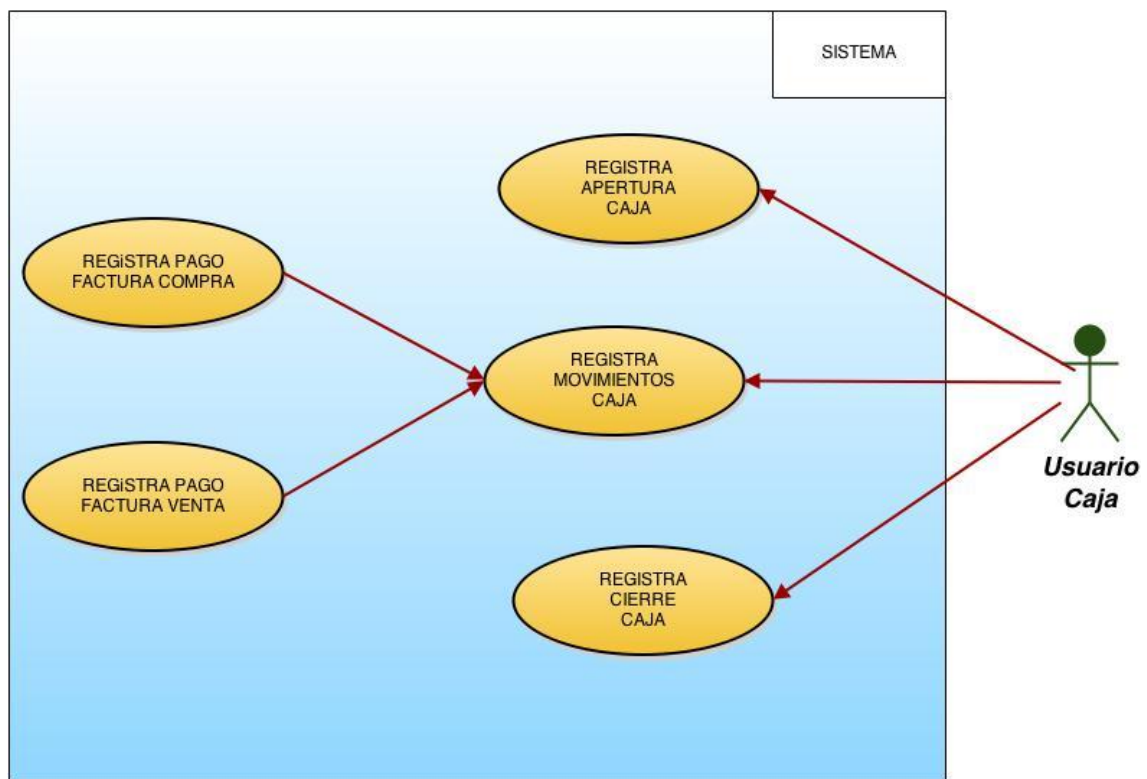 SISTEMA
REGISTRA
APERTURA
CAJA
REGiSTRA PAGO
FACTURA COMPRA
REGISTRA
MOVIMIENTOS
CAJA
REGiSTRA PAGO
FACTURA VENTA
REGISTRA
CIERRE
CAJA
Usuario
Caja